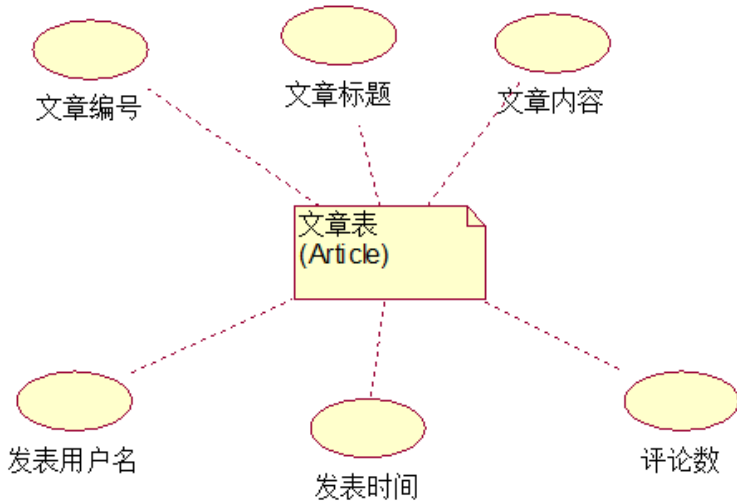 文章编号
文章标题
文章内容
文章表
(Article)
发表用户名
发表时间
评论数